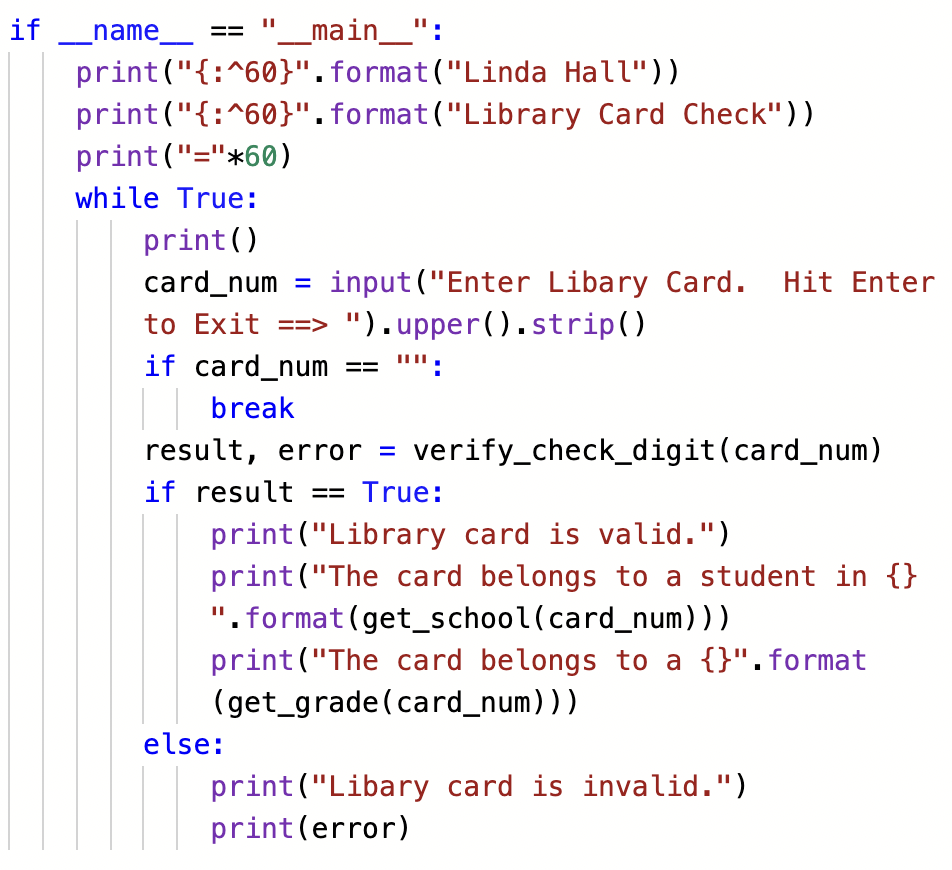 if __name__ == "__main__":
    print("{:^60}".format("Linda Hall"))
    print("{:^60}".format("Library Card Check"))
    print("="*60)
    while True:
        print()
        card_num = input("Enter Libary Card.  Hit Enter
        to Exit ==> ").upper().strip()
        if card_num == "":
            break
        result, error = verify_check_digit(card_num)
        if result == True:
            print("Library card is valid.")
            print("The card belongs to a student in {}
            ".format(get_school(card_num)))
            print("The card belongs to a {}".format
            (get_grade(card_num)))
        else:
            print("Libary card is invalid.")
            print(error)